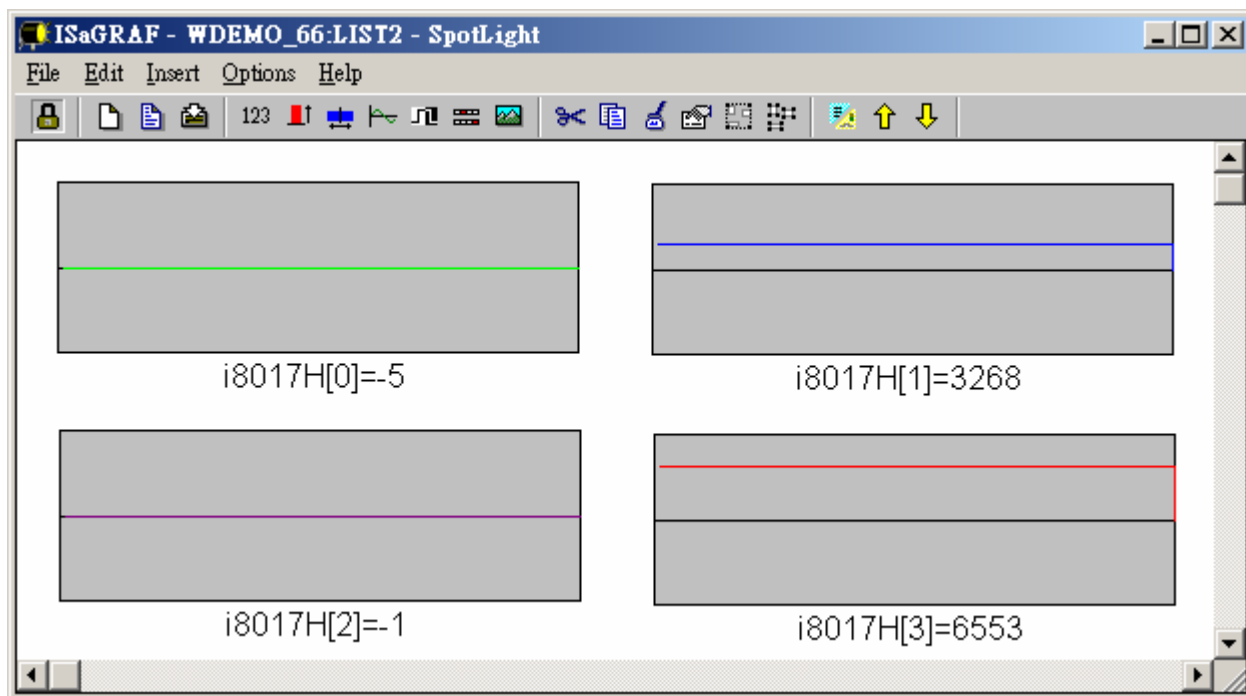 ISaGRAF - WDEMO_66:LIST2 - SpotLight
File Edit Insert Options Help
123
i8017H[0]=-5
i8017H[1]=3268
i8017H[2]=-1
i8017H[3]=6553